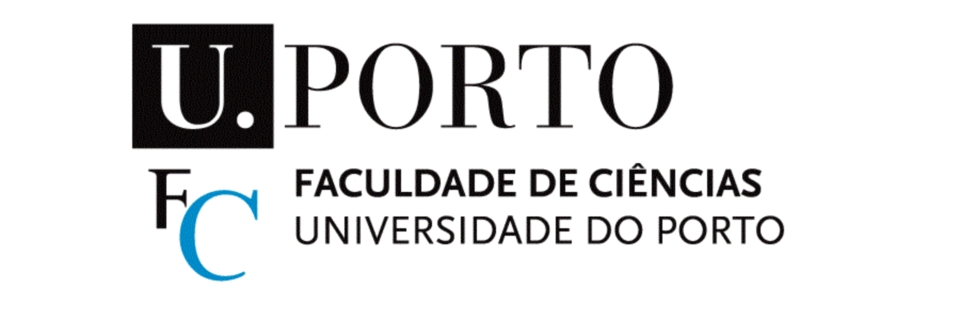 U.PORTO
FC
FACULDADE DE CIÊNCIAS
UNIVERSIDADE DO PORTO